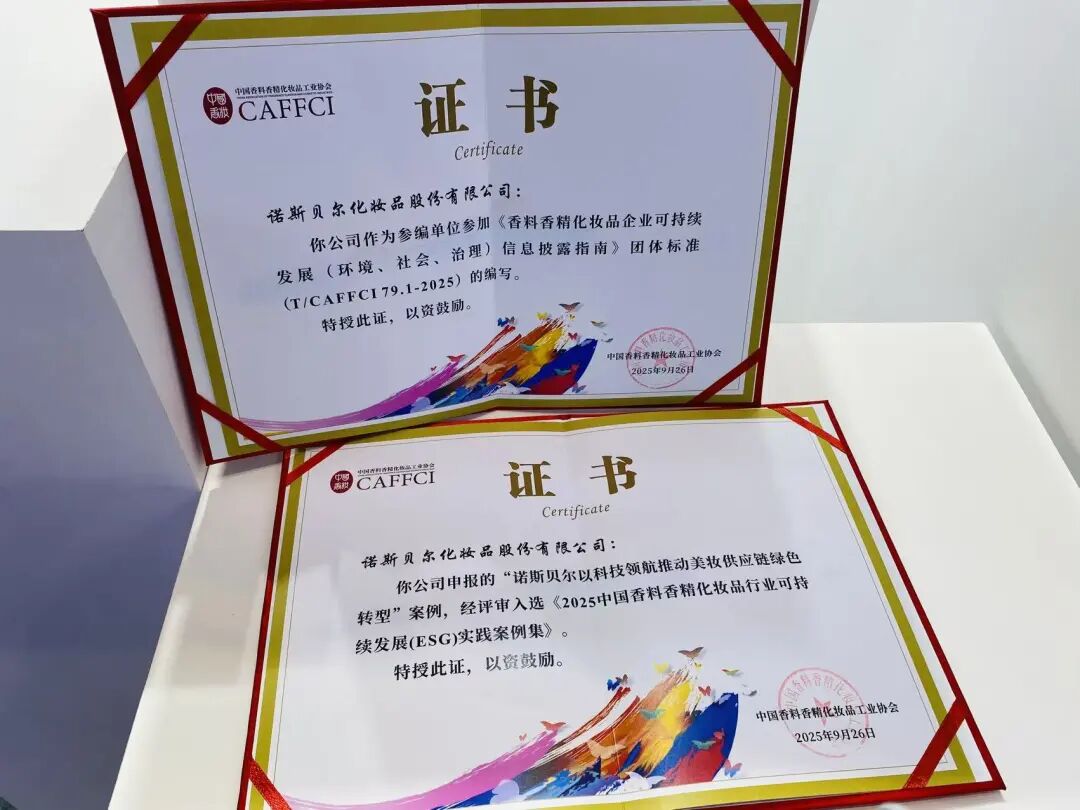 中国香料香精化妆品工业协会
CAFFCI
证书
Certificate
诺斯贝尔化妆品股份有限公司：
你公司作为参编单位参加《香料香精化妆品企业可持续
发展（环境、社会、治理）信息披露指南》团体标准
（T/CAFFCI 79.1-2025）的编写。
特授此证，以资鼓励。
中国香料香精化妆品工业协会
2025年9月26日
中国香料香精化妆品工业协会
CAFFCI
证书
Certificate
诺斯贝尔化妆品股份有限公司：
你公司申报的“诺斯贝尔以科技领航推动美妆供应链绿色
转型”案例，经评审入选《2025中国香料香精化妆品行业可持
续发展(ESG)实践案例集》。
特授此证，以资鼓励。
中国香料香精化妆品工业协会
2025年9月26日